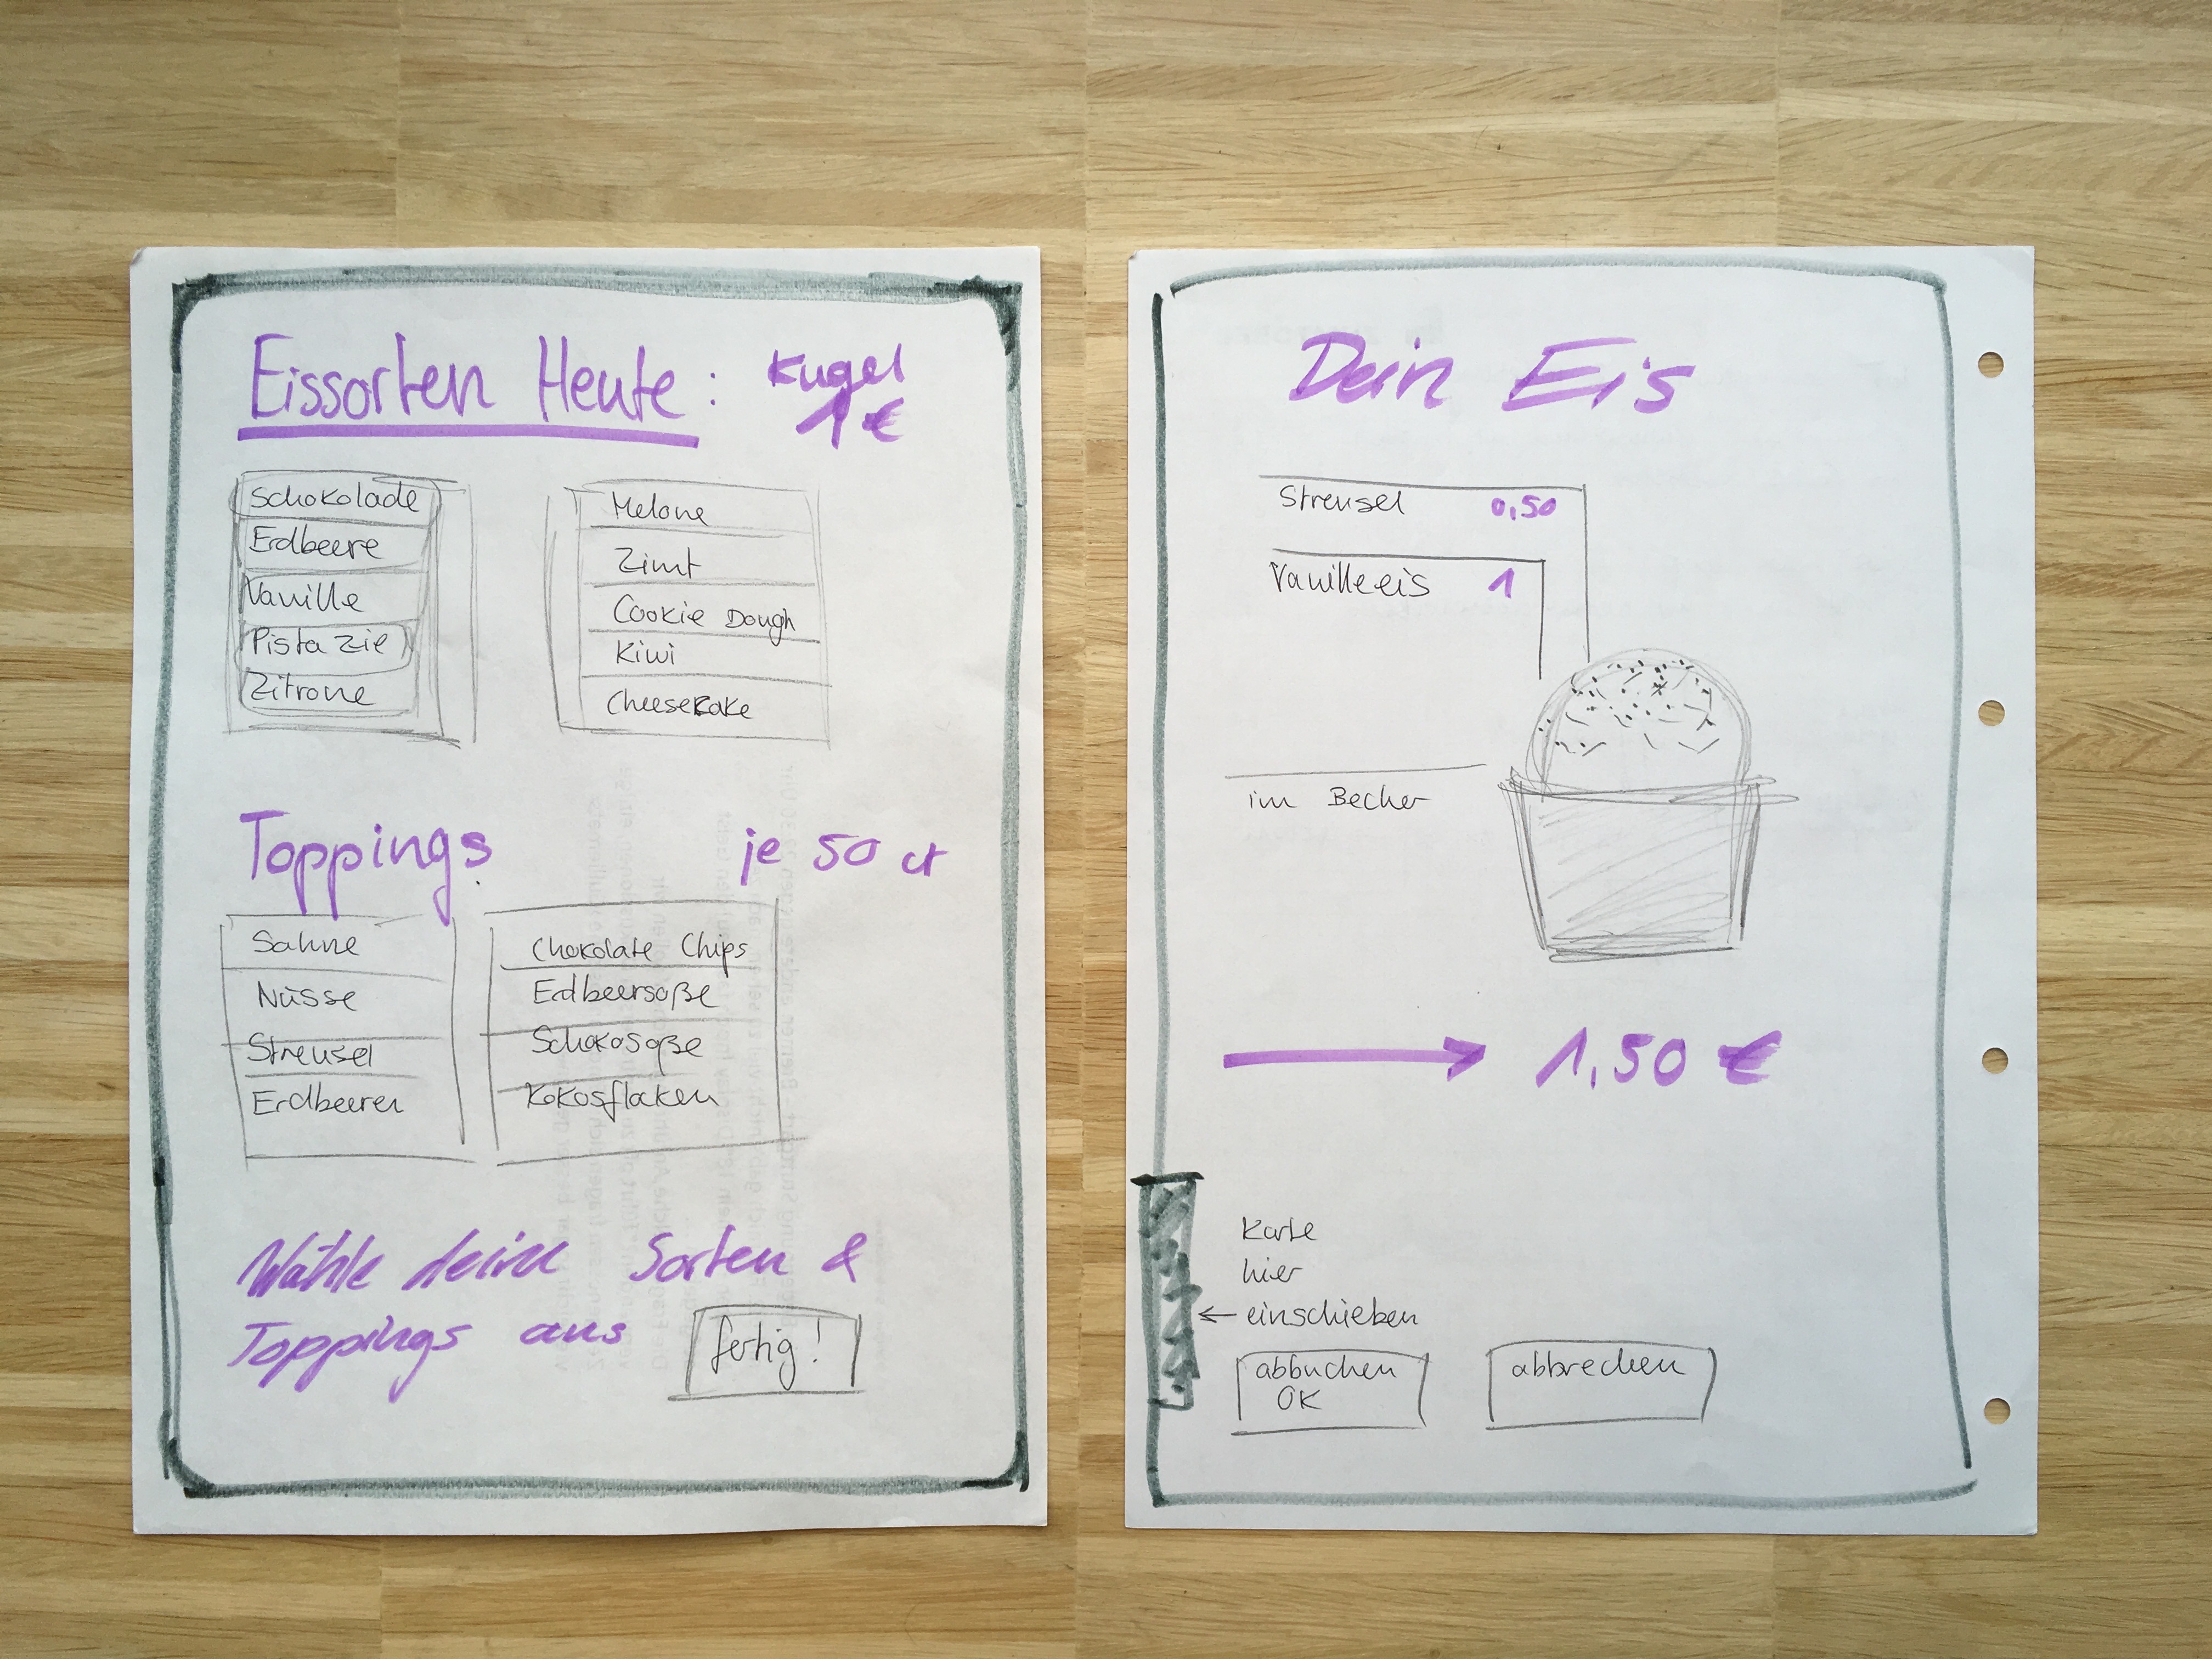 Eissorten Heute: Kugel
1€
Schokolade
Erdbeere
Vanille
Pistazie
Zitrone
Melone
Zimt
Cookie Dough
Kiwi
Cheesecake
Toppings je 50 ct
Sahne
Nüsse
Streusel
Erdbeeren
Chokolate Chips
Erdbeersoße
Schokosoße
Kokosflaken
Wähle deine Sorten &
Toppings aus
fertig!
Dein Eis
Streusel 0,50
Vanilleeis 1
im Becher
1,50 €
Karte
hier
← einschieben
abbuchen
OK
abbrechen